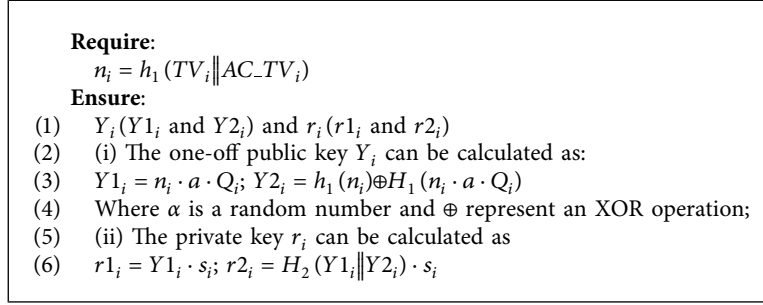 Require:
n_i = h_1 (TV_i‖AC_TV_i)
Ensure:
(1) Y_i (Y1_i and Y2_i) and r_i (r1_i and r2_i)
(2) (i) The one-off public key Y_i can be calculated as:
(3) Y1_i = n_i · a · Q_i; Y2_i = h_1 (n_i)⊕H_1 (n_i · a · Q_i)
(4) Where α is a random number and ⊕ represent an XOR operation;
(5) (ii) The private key r_i can be calculated as
(6) r1_i = Y1_i · s_i; r2_i = H_2 (Y1_i‖Y2_i) · s_i